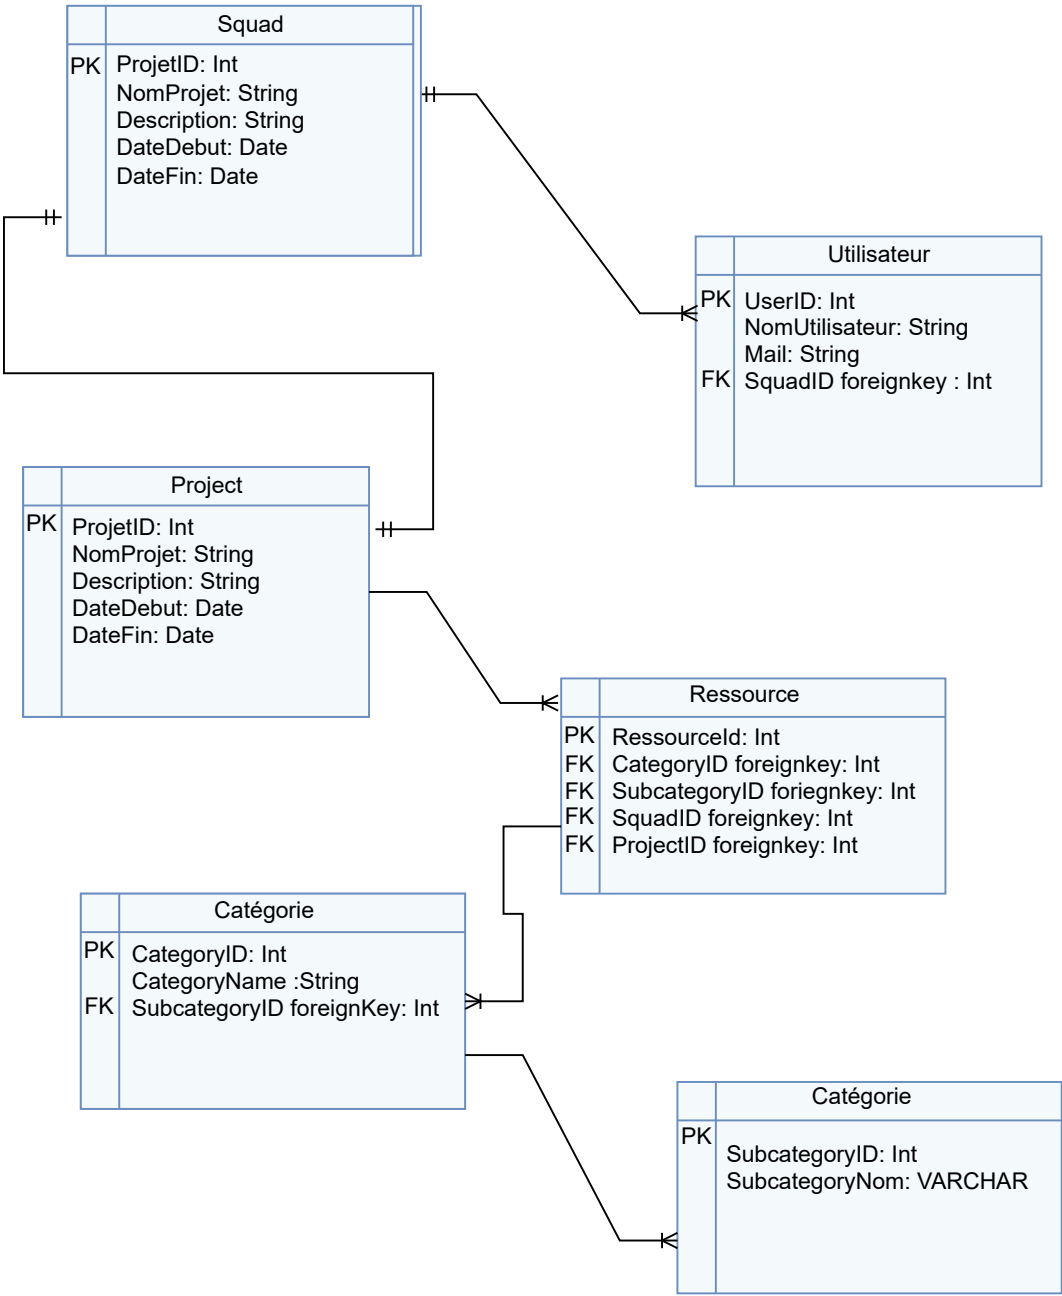 Squad
PK
ProjetID: Int
NomProjet: String
Description: String
DateDebut: Date
DateFin: Date
Utilisateur
PK
UserID: Int
NomUtilisateur: String
Mail: String
FK
SquadID foreignkey : Int
Project
PK
ProjetID: Int
NomProjet: String
Description: String
DateDebut: Date
DateFin: Date
Ressource
PK
RessourceId: Int
FK
CategoryID foreignkey: Int
FK
SubcategoryID foriegnkey: Int
FK
SquadID foreignkey: Int
FK
ProjectID foreignkey: Int
Catégorie
PK
CategoryID: Int
CategoryName :String
FK
SubcategoryID foreignKey: Int
Catégorie
PK
SubcategoryID: Int
SubcategoryNom: VARCHAR